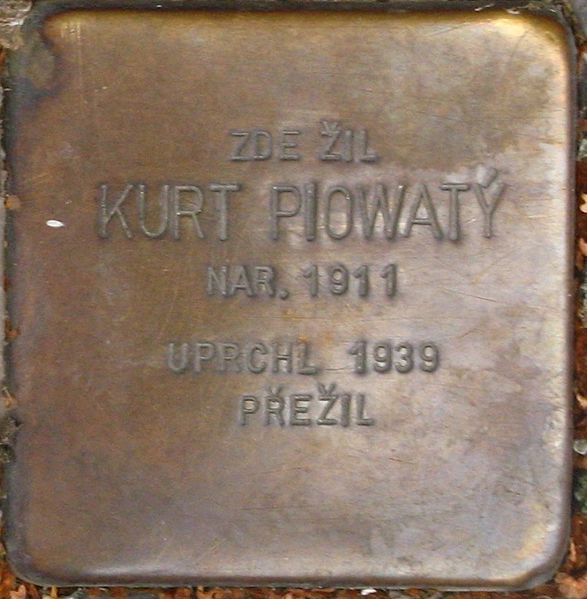 ZDE ŽIL
KURT PIOWATÝ
NAR. 1911
UPRCHL 1939
PŘEŽIL